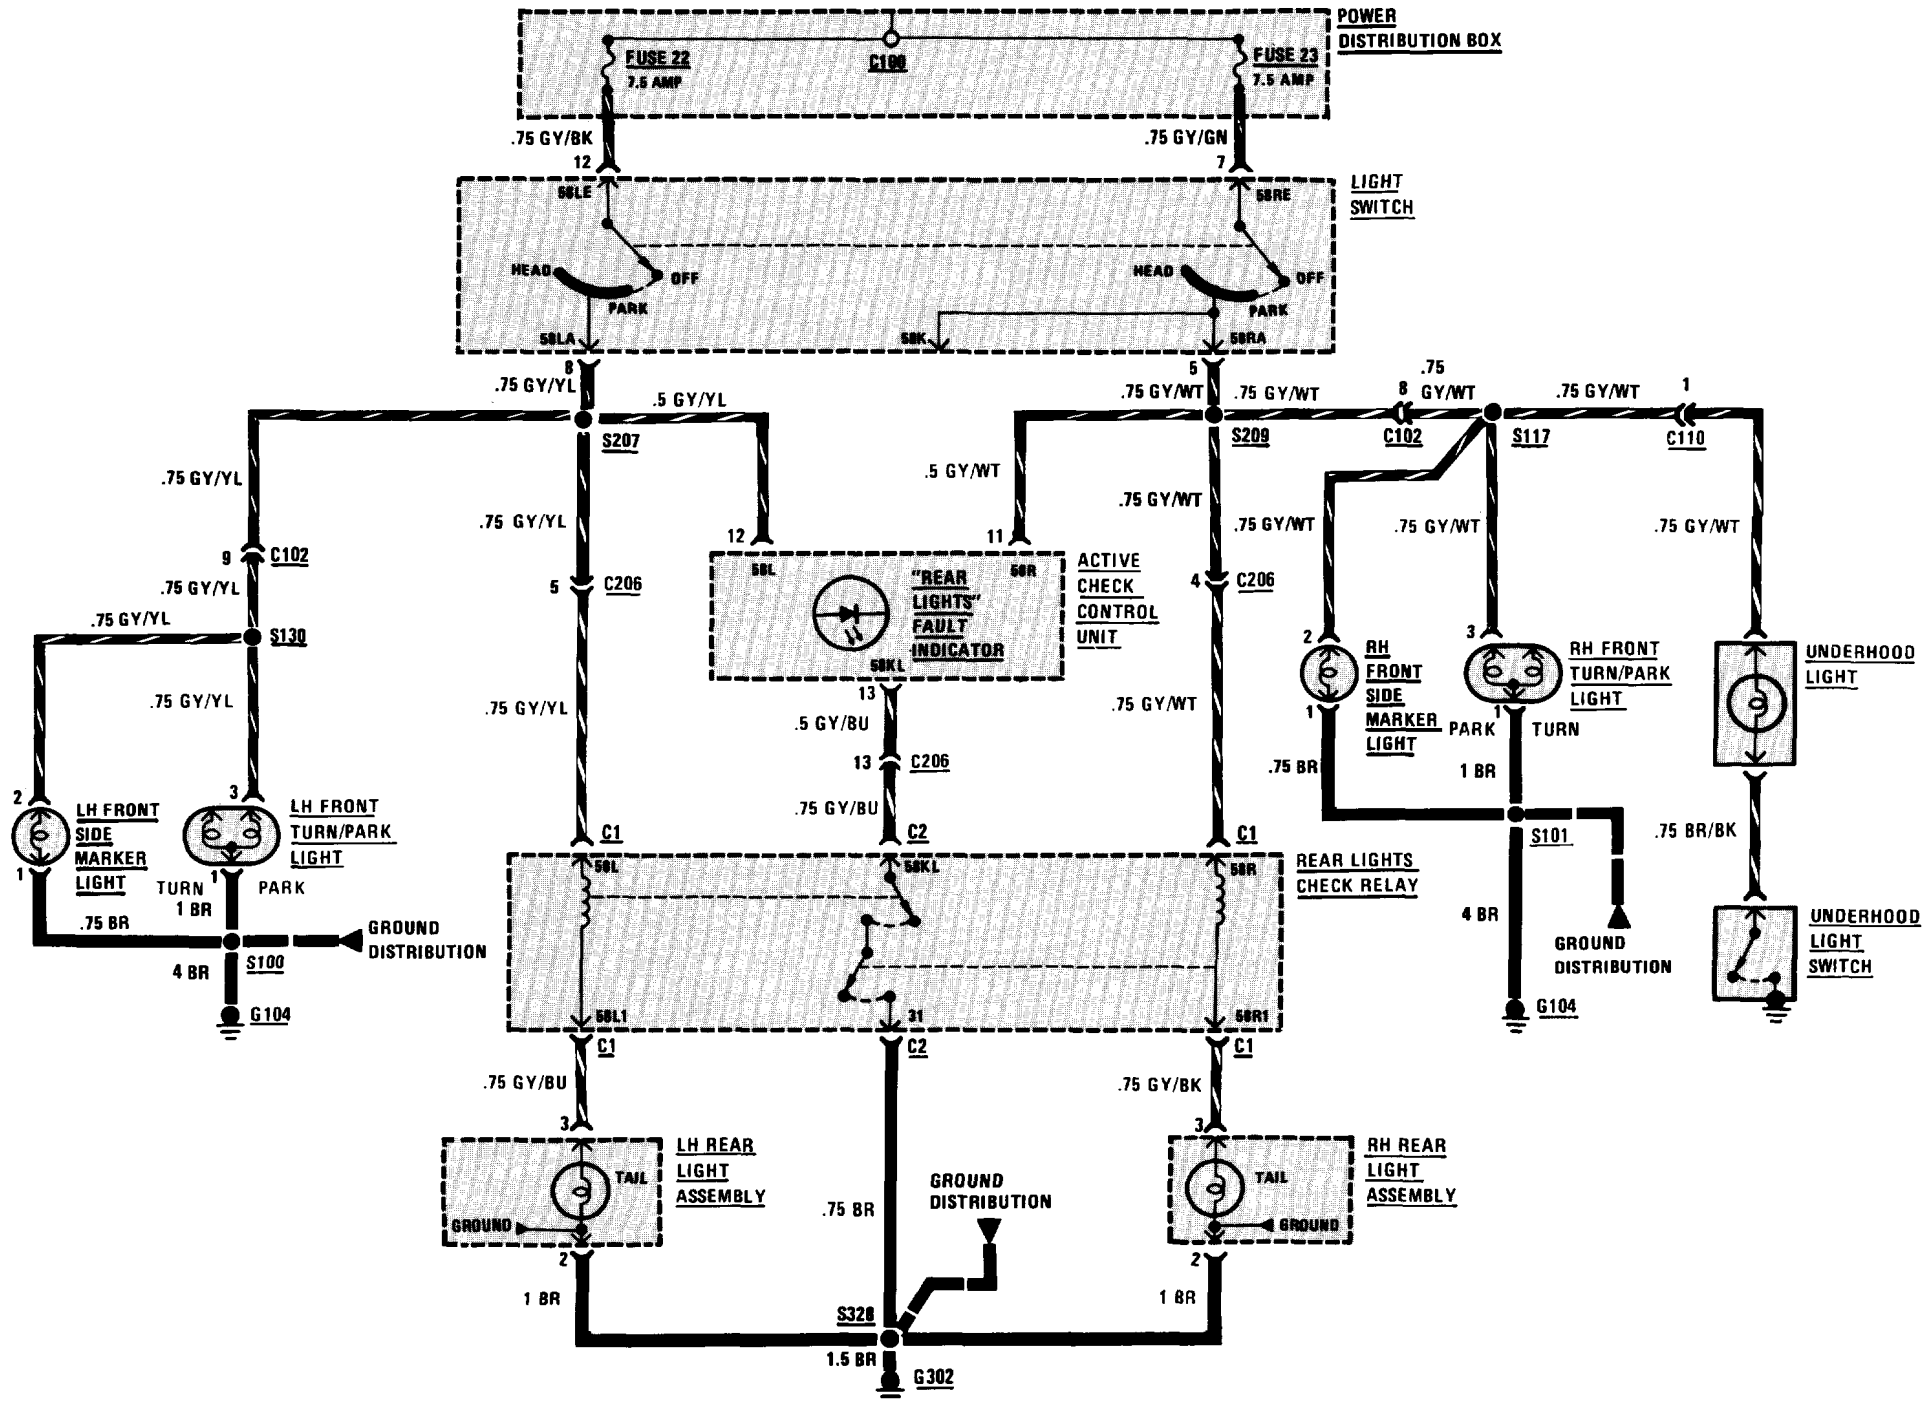 POWER
DISTRIBUTION BOX
FUSE 22
7.5 AMP
C100
FUSE 23
7.5 AMP
.75 GY/BK
.75 GY/GN
12
7
LIGHT
SWITCH
58LE
58RE
HEAD
OFF
PARK
HEAD
OFF
PARK
58LA
58K
58RA
8
5
.75 GY/YL
.5 GY/YL
.75 GY/WT
.75 GY/WT
8
.75
GY/WT
.75 GY/WT
1
S207
S209
C102
S117
C110
.75 GY/YL
.75 GY/YL
.5 GY/WT
.75 GY/WT
.75 GY/WT
.75 GY/WT
.75 GY/WT
9
C102
5
C206
12
11
4
C206
58L
58R
"REAR
LIGHTS"
FAULT
INDICATOR
58KL
ACTIVE
CHECK
CONTROL
UNIT
.75 GY/YL
.75 GY/YL
S130
.75 GY/YL
.75 GY/YL
13
.5 GY/BU
13
C206
.75 GY/BU
.75 GY/WT
2
RH
FRONT
SIDE
MARKER
LIGHT
1
3
RH FRONT
TURN/PARK
LIGHT
PARK
1
TURN
UNDERHOOD
LIGHT
.75 BR
1 BR
S101
.75 BR/BK
4 BR
GROUND
DISTRIBUTION
G104
UNDERHOOD
LIGHT
SWITCH
2
LH FRONT
SIDE
MARKER
LIGHT
1
3
LH FRONT
TURN/PARK
LIGHT
TURN
1
PARK
1 BR
.75 BR
S100
GROUND
DISTRIBUTION
4 BR
G104
C1
C2
C1
58L
58KL
58R
REAR LIGHTS
CHECK RELAY
58L1
31
58R1
C1
C2
C1
.75 GY/BU
.75 GY/BK
3
3
LH REAR
LIGHT
ASSEMBLY
TAIL
GROUND
2
RH REAR
LIGHT
ASSEMBLY
TAIL
GROUND
2
.75 BR
GROUND
DISTRIBUTION
1 BR
1 BR
S328
1.5 BR
G302